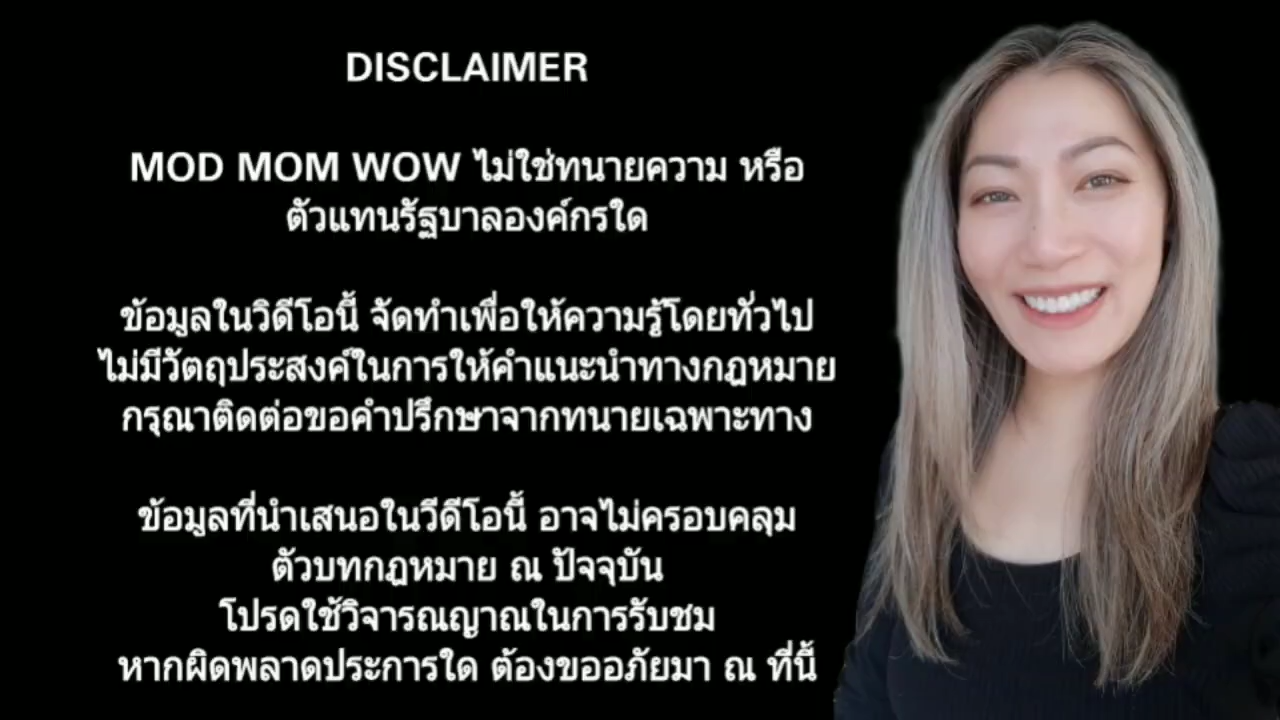 DISCLAIMER
MOD MOM WOW ไม่ใช่ทนายความ หรือ
ตัวแทนรัฐบาลองค์กรใด
ข้อมูลในวิดีโอนี้ จัดทำเพื่อให้ความรู้โดยทั่วไป
ไม่มีวัตฤประสงค์ในการให้คำแนะนำทางกฎหมาย
กรุณาติดต่อขอคำปรึกษาจากทนายเฉพาะทาง
ข้อมูลที่นำเสนอในวีดีโอนี้ อาจไม่ครอบคลุม
ตัวบทกฎหมาย ณ ปัจจุบัน
โปรดใช้วิจารณญาณในการรับชม
หากผิดพลาดประการใด ต้องขออภัยมา ณ ที่นี้